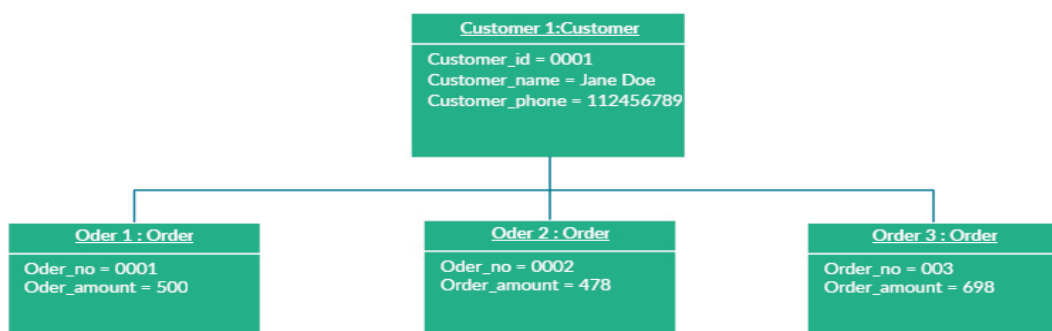 Customer 1:Customer
Customer_id = 0001
Customer_name = Jane Doe
Customer_phone = 112456789
Oder 1 : Order
Oder_no = 0001
Oder_amount = 500
Oder 2 : Order
Oder_no = 0002
Order_amount = 478
Order 3 : Order
Order_no = 003
Order_amount = 698